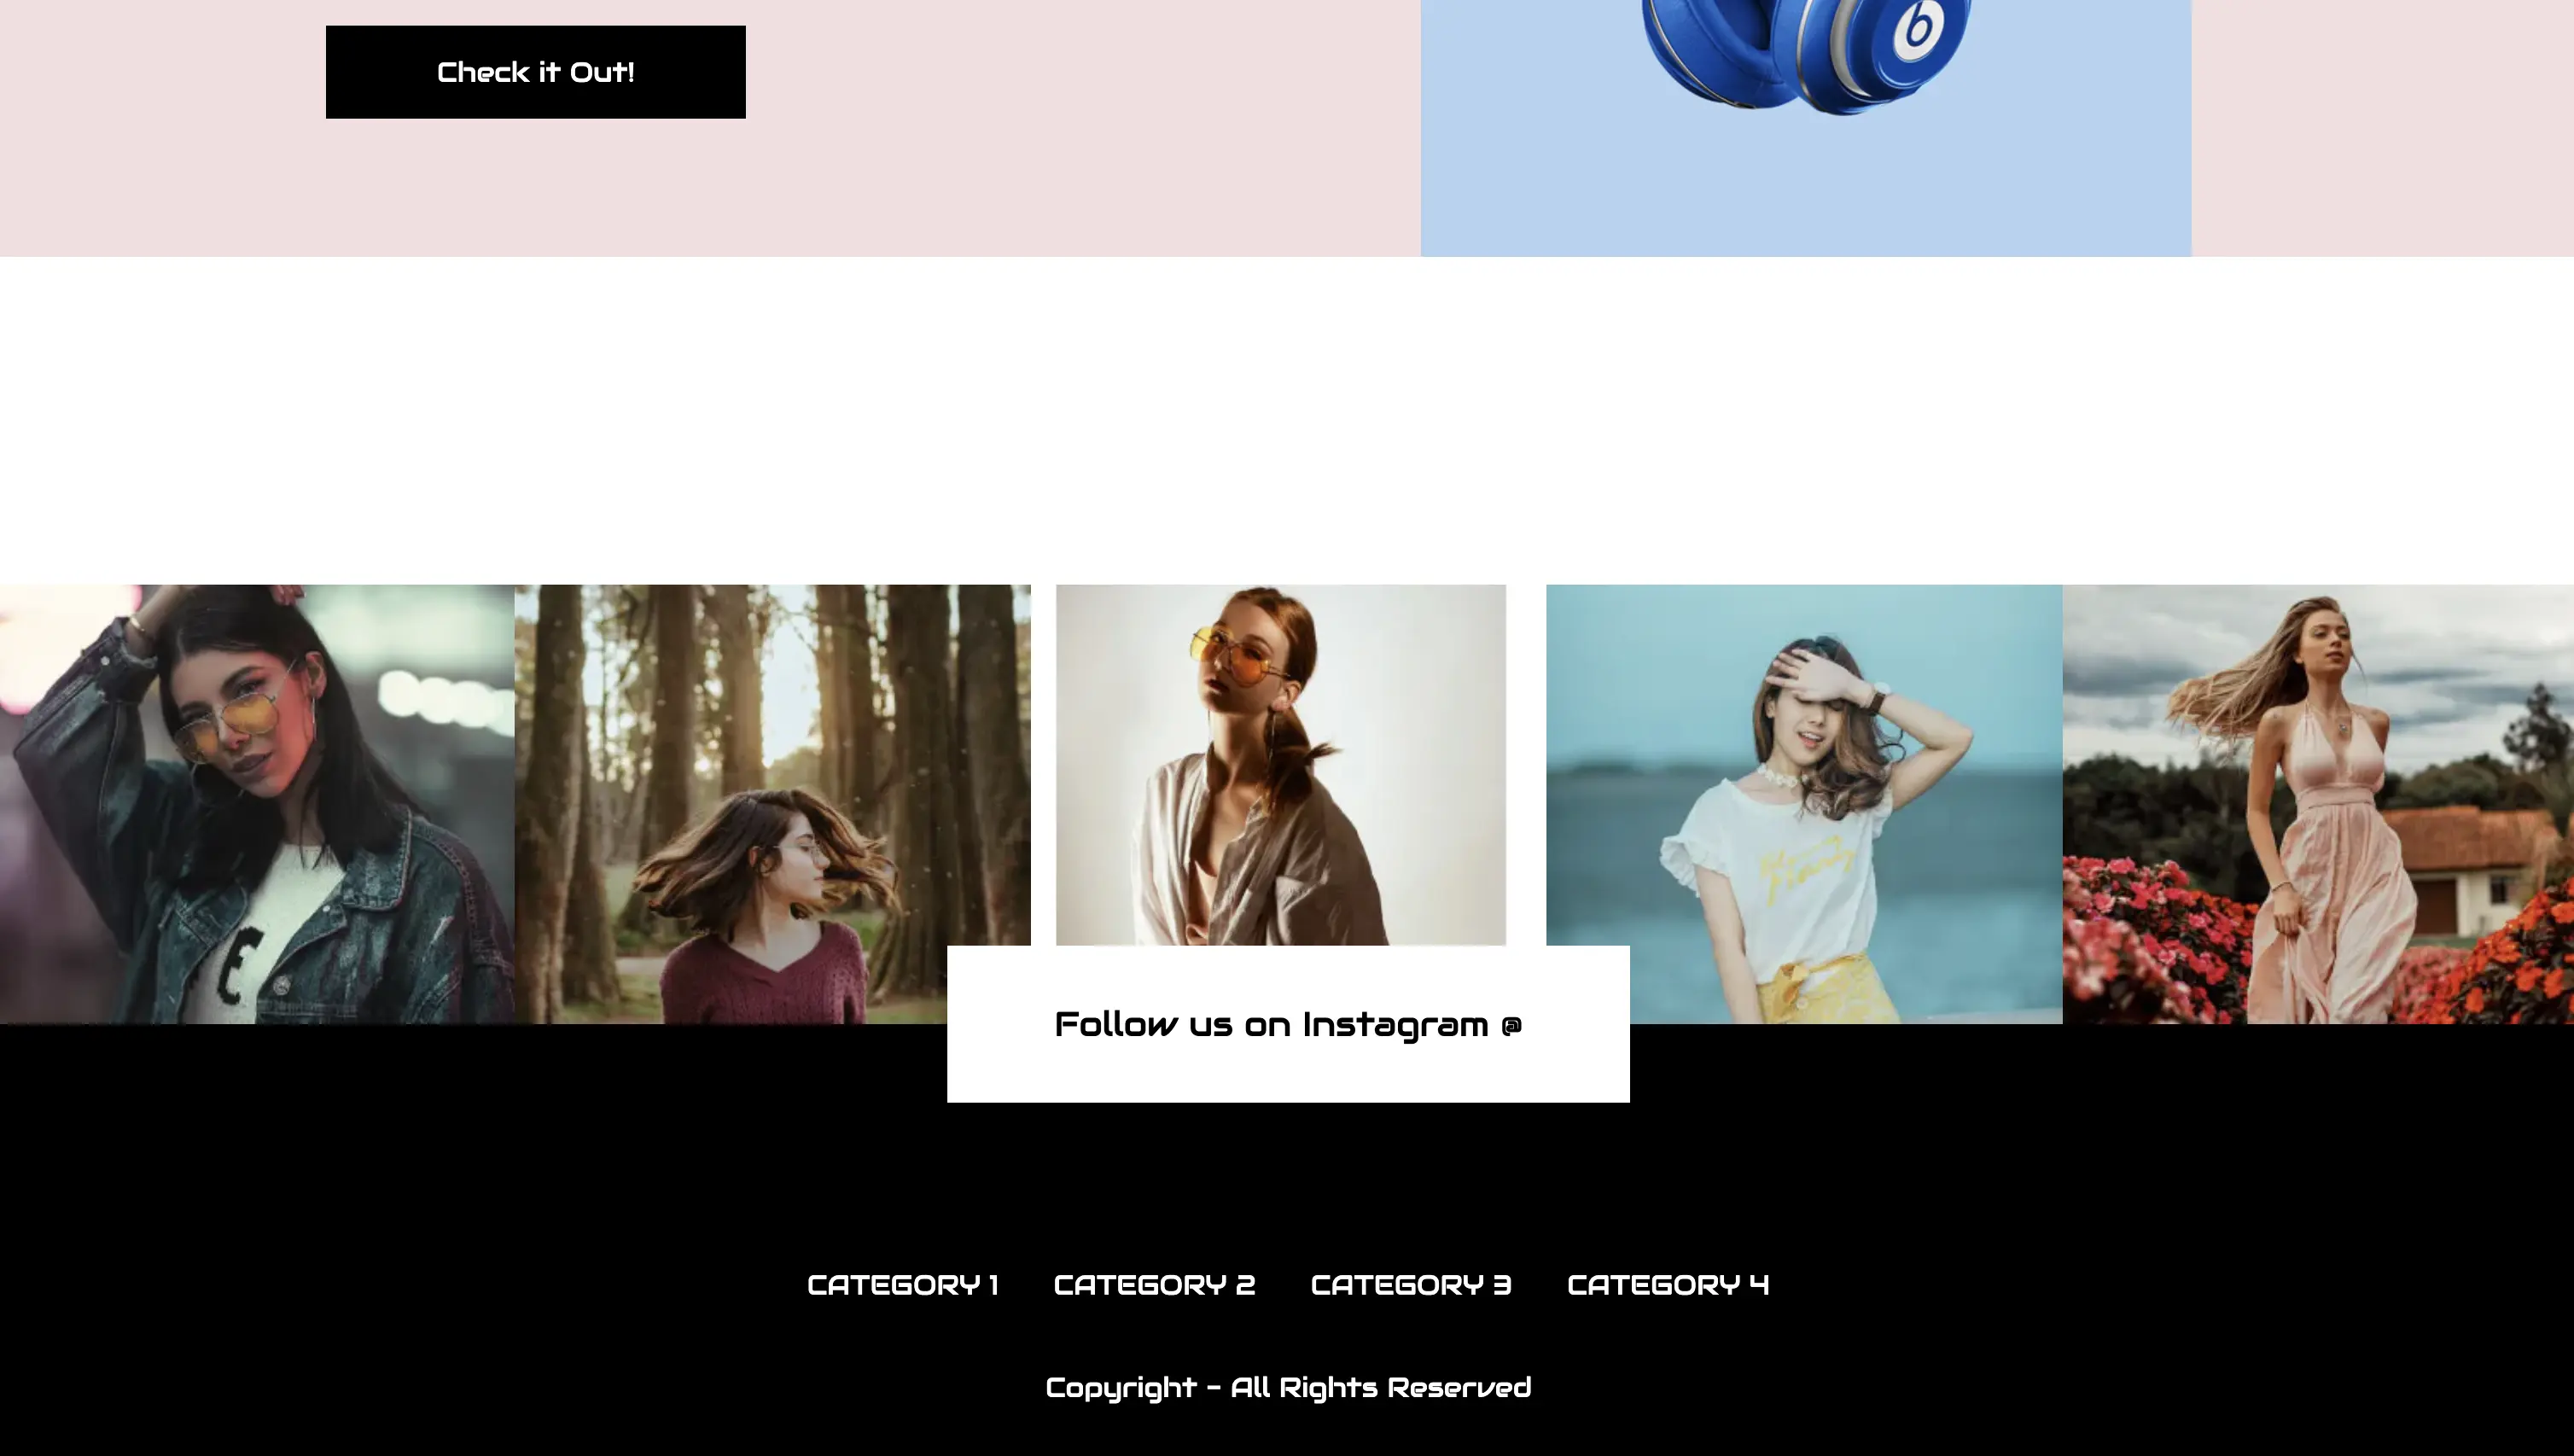 Check it Out!
b
Follow us on Instagram @
CATEGORY 1 CATEGORY 2 CATEGORY 3 CATEGORY 4
Copyright - All Rights Reserved